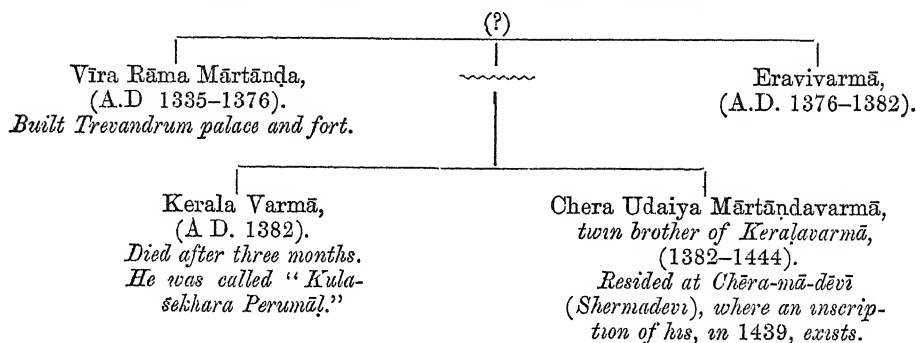 (?)
Vīra Rāma Mārtānḍa,
(A.D 1335–1376).
Built Trevandrum palace and fort.
Eravivarmā,
(A.D. 1376–1382).
Kerala Varmā,
(A D. 1382).
Died after three months.
He was called “Kula-
śekhara Perumāḷ.”
Chera Udaiya Mārtāṇdavarmā,
twin brother of Keraḷavarmā,
(1382–1444).
Resided at Chēra-mā-dēvī
(Shermadevi), where an inscrip-
tion of his, in 1439, exists.